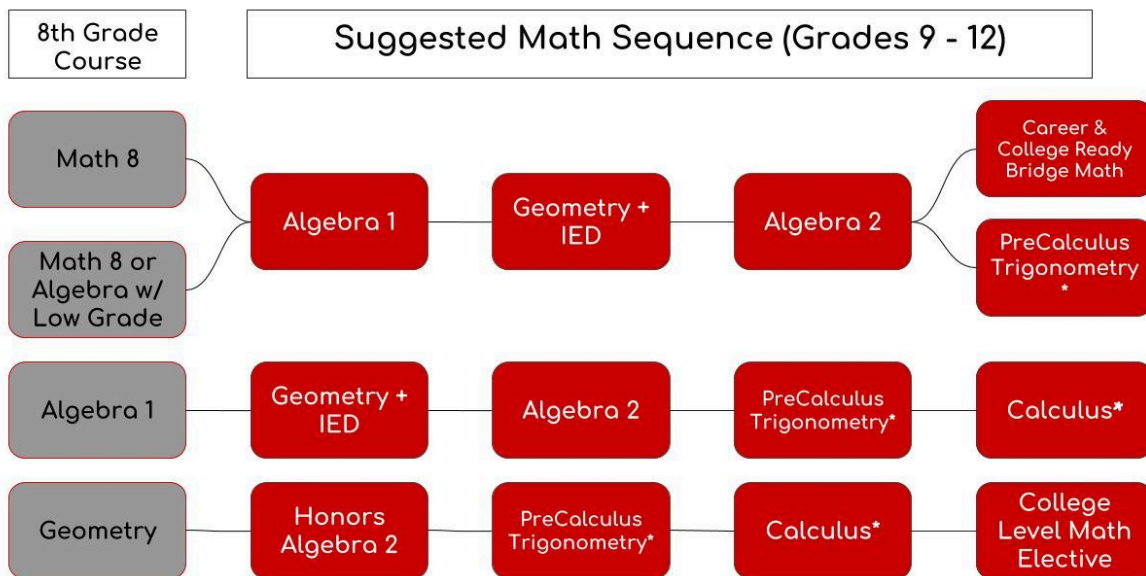 8th Grade
Course
Suggested Math Sequence (Grades 9 - 12)
Math 8
Math 8 or
Algebra w/
Low Grade
Algebra 1
Geometry +
IED
Algebra 2
Career &
College Ready
Bridge Math
PreCalculus
Trigonometry
*
Algebra 1
Geometry +
IED
Algebra 2
PreCalculus
Trigonometry*
Calculus*
Geometry
Honors
Algebra 2
PreCalculus
Trigonometry*
Calculus*
College
Level Math
Elective